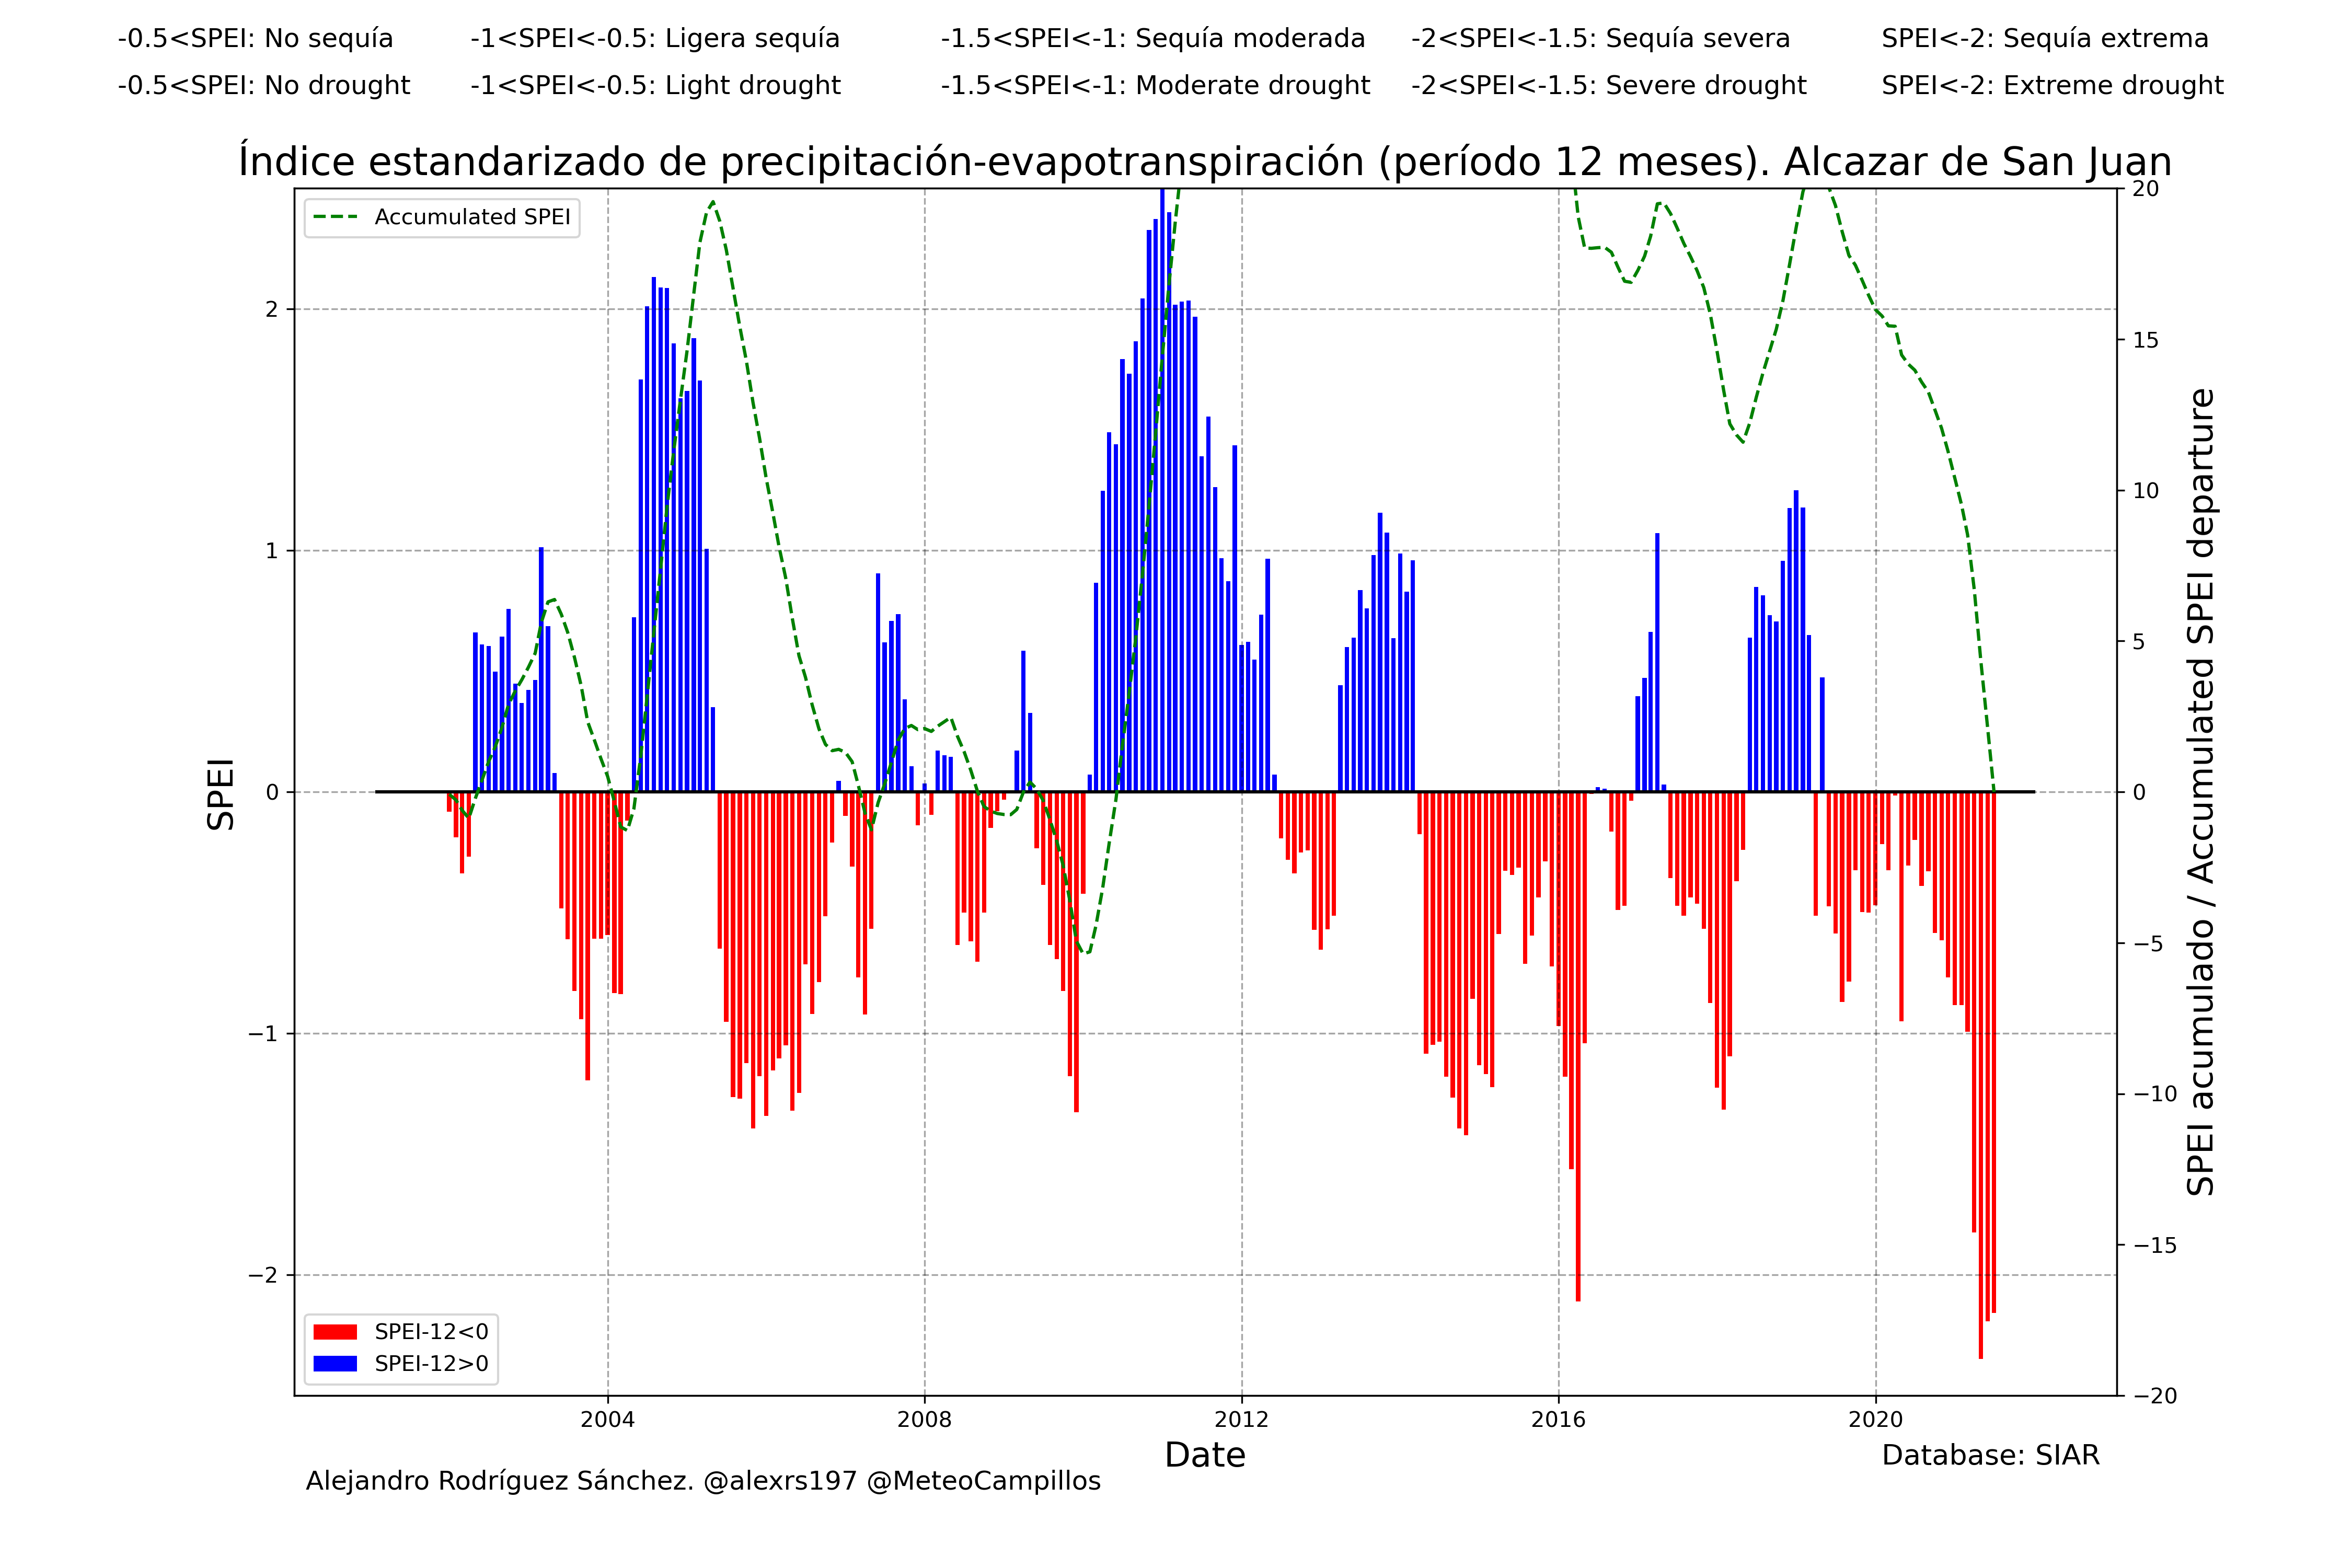 -0.5<SPEI: No sequía -1<SPEI<-0.5: Ligera sequía -1.5<SPEI<-1: Sequía moderada -2<SPEI<-1.5: Sequía severa SPEI<-2: Sequía extrema
-0.5<SPEI: No drought -1<SPEI<-0.5: Light drought -1.5<SPEI<-1: Moderate drought -2<SPEI<-1.5: Severe drought SPEI<-2: Extreme drought
Índice estandarizado de precipitación-evapotranspiración (período 12 meses). Alcazar de San Juan
Accumulated SPEI
SPEI
2
1
0
−1
−2
20
15
10
5
0
−5
−10
−15
−20
SPEI acumulado / Accumulated SPEI departure
SPEI-12<0
SPEI-12>0
2004 2008 2012 2016 2020
Date
Database: SIAR
Alejandro Rodríguez Sánchez. @alexrs197 @MeteoCampillos